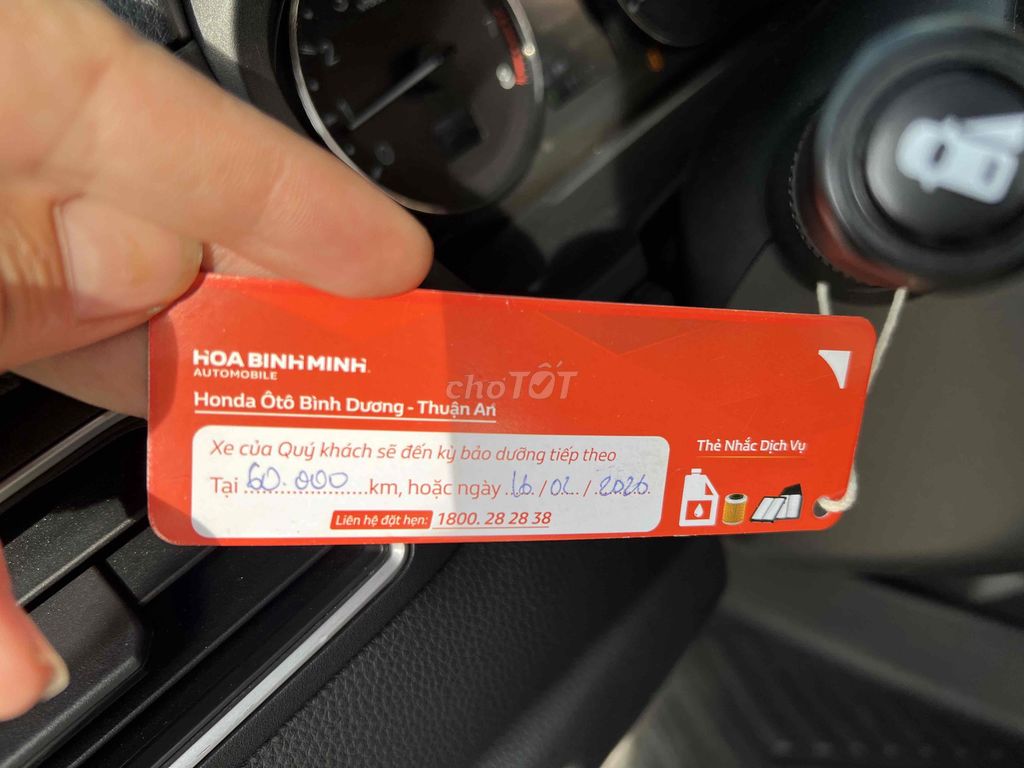 HOA BINH MINH
AUTOMOBILE
Honda Ôtô Bình Dương - Thuận An
Xe của Quý khách sẽ đến kỳ bảo dưỡng tiếp theo
Tại 60.000 km, hoặc ngày 16 / 02 / 2026
Liên hệ đặt hẹn: 1800. 28 28 38
Thẻ Nhắc Dịch Vụ
choTỐT